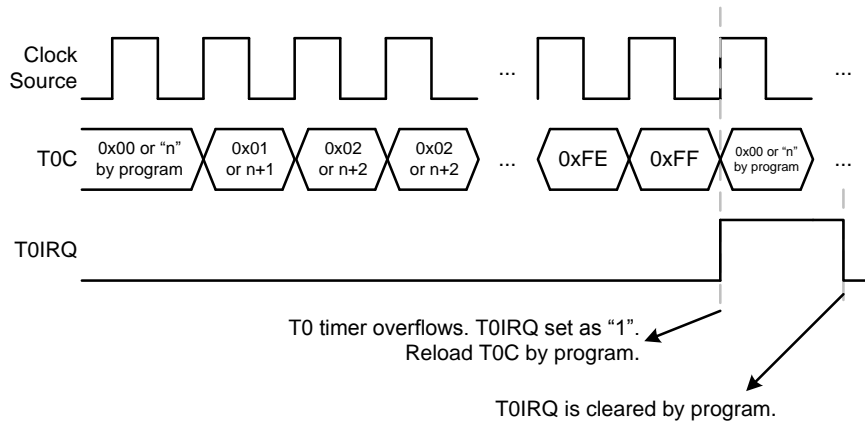 Clock
Source
...
...
T0C
0x00 or “n”
by program
0x01
or n+1
0x02
or n+2
0x02
or n+2
...
0xFE
0xFF
0x00 or “n”
by program
...
T0IRQ
T0 timer overflows. T0IRQ set as “1”.
Reload T0C by program.
T0IRQ is cleared by program.